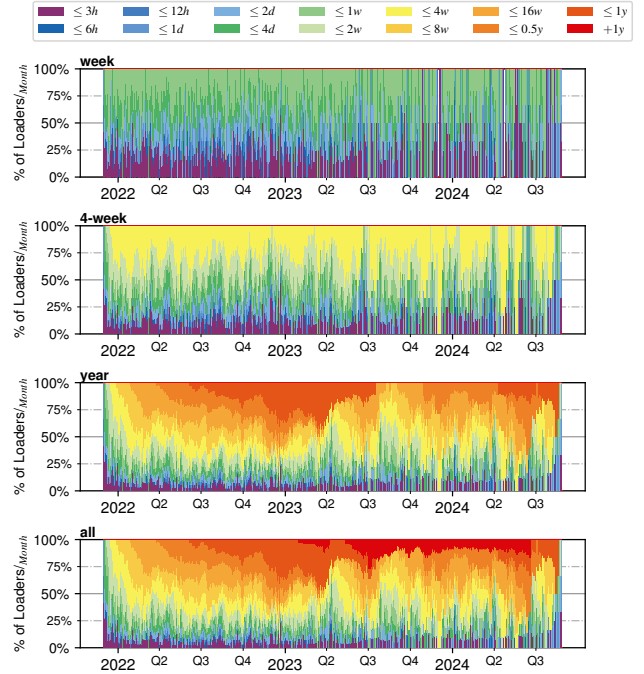 ≤ 3h ≤ 12h ≤ 2d ≤ 1w ≤ 4w ≤ 16w ≤ 1y
≤ 6h ≤ 1d ≤ 4d ≤ 2w ≤ 8w ≤ 0.5y +1y
week
100%
75%
50%
25%
0%
% of Loaders/Month
2022 Q2 Q3 Q4 2023 Q2 Q3 2024 Q2 Q3
4-week
100%
75%
50%
25%
0%
% of Loaders/Month
2022 Q2 Q3 Q4 2023 Q2 Q3 2024 Q2 Q3
year
100%
75%
50%
25%
0%
% of Loaders/Month
2022 Q2 Q3 Q4 2023 Q2 Q3 2024 Q2 Q3
all
100%
75%
50%
25%
0%
% of Loaders/Month
2022 Q2 Q3 Q4 2023 Q2 Q3 2024 Q2 Q3